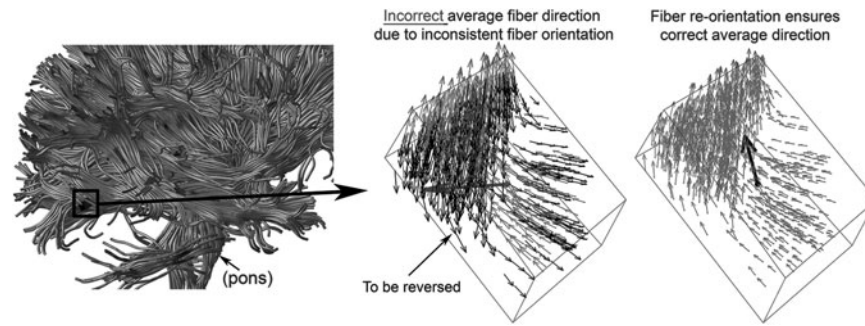 Incorrect average fiber direction
due to inconsistent fiber orientation
Fiber re-orientation ensures
correct average direction
(pons)
To be reversed